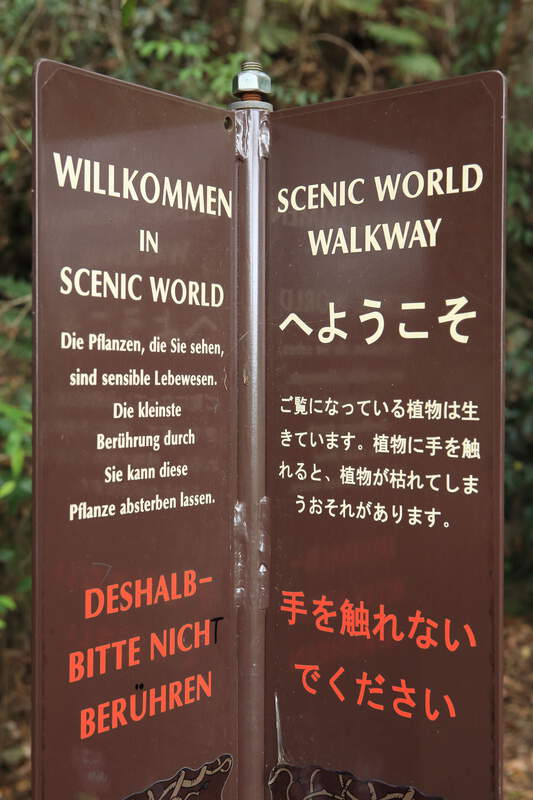 WILLKOMMEN
IN
SCENIC WORLD
Die Pflanzen, die Sie sehen,
sind sensible Lebewesen.
Die kleinste
Berührung durch
Sie kann diese
Pflanze absterben lassen.
DESHALB-
BITTE NICHT
BERÜHREN
SCENIC WORLD
WALKWAY
へようこそ
ご覧になっている植物は生
きています。植物に手を触
れると、植物が枯れてしま
うおそれがあります。
手を触れない
でください